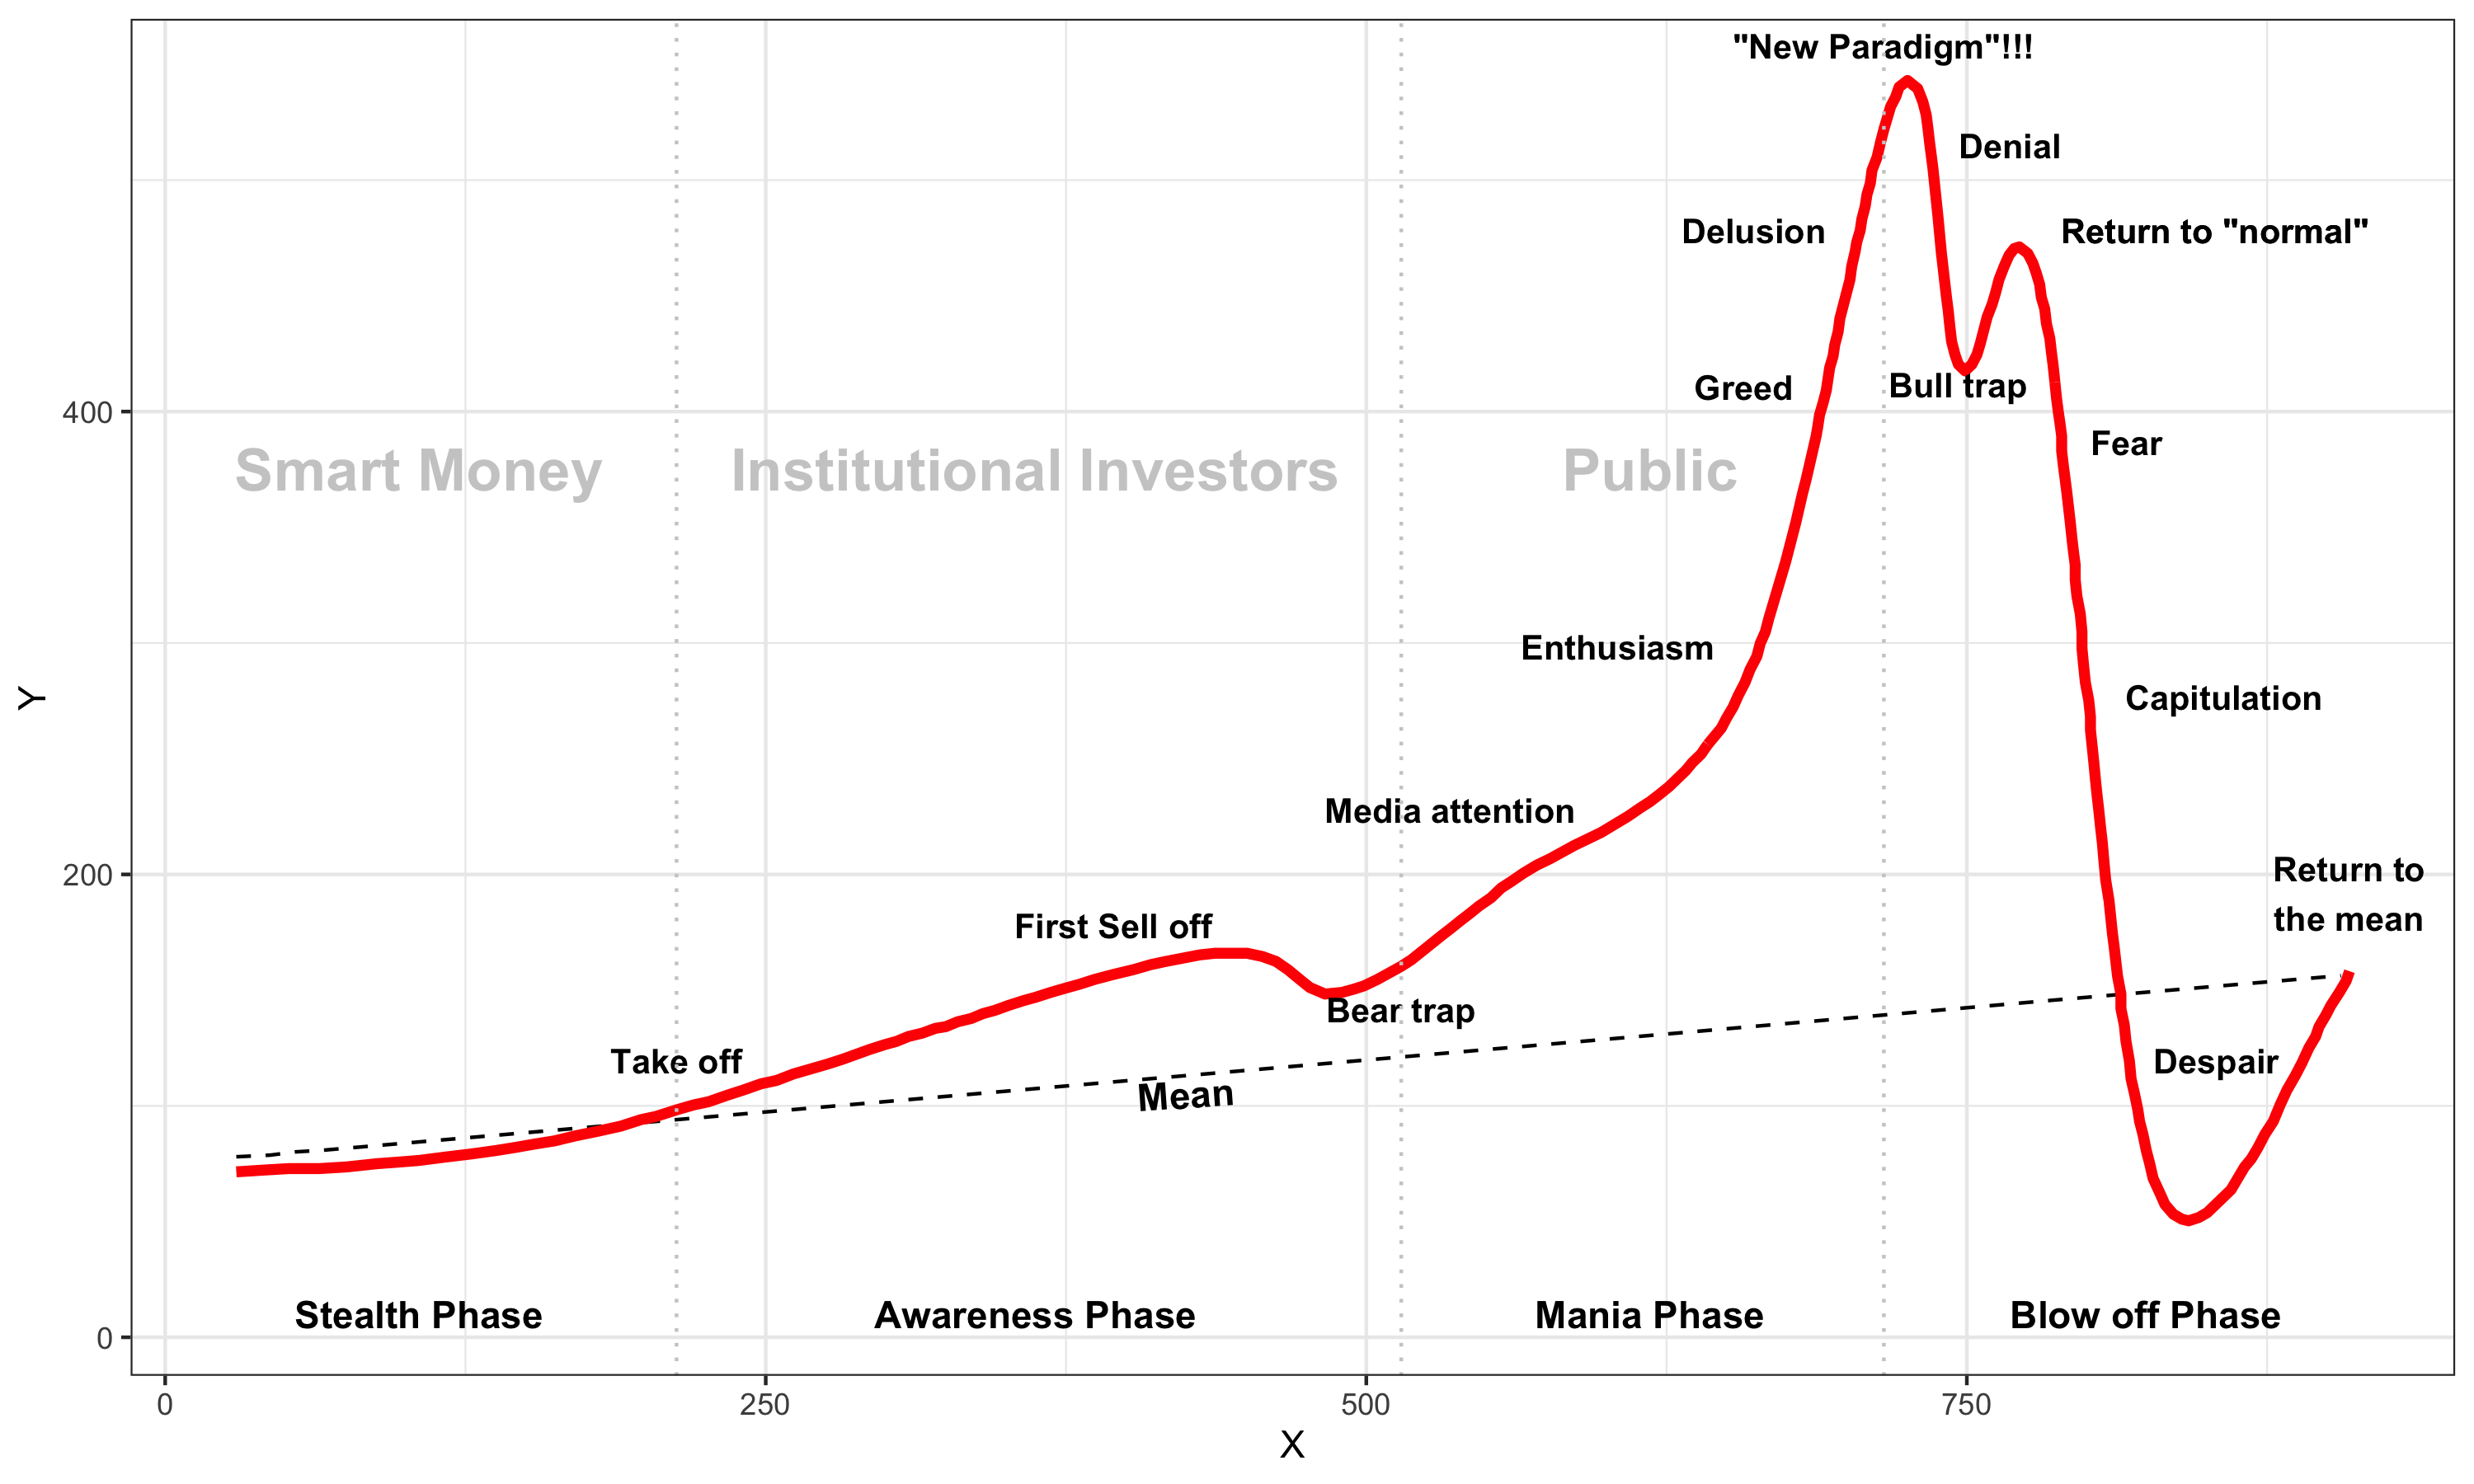 "New Paradigm"!!!
Denial
Delusion
Return to "normal"
Greed
Bull trap
400
Fear
Smart Money
Institutional Investors
Public
Enthusiasm
Y
Capitulation
Media attention
200
Return to
the mean
First Sell off
Bear trap
Take off
Mean
Despair
0
Stealth Phase
Awareness Phase
Mania Phase
Blow off Phase
0
250
500
750
X